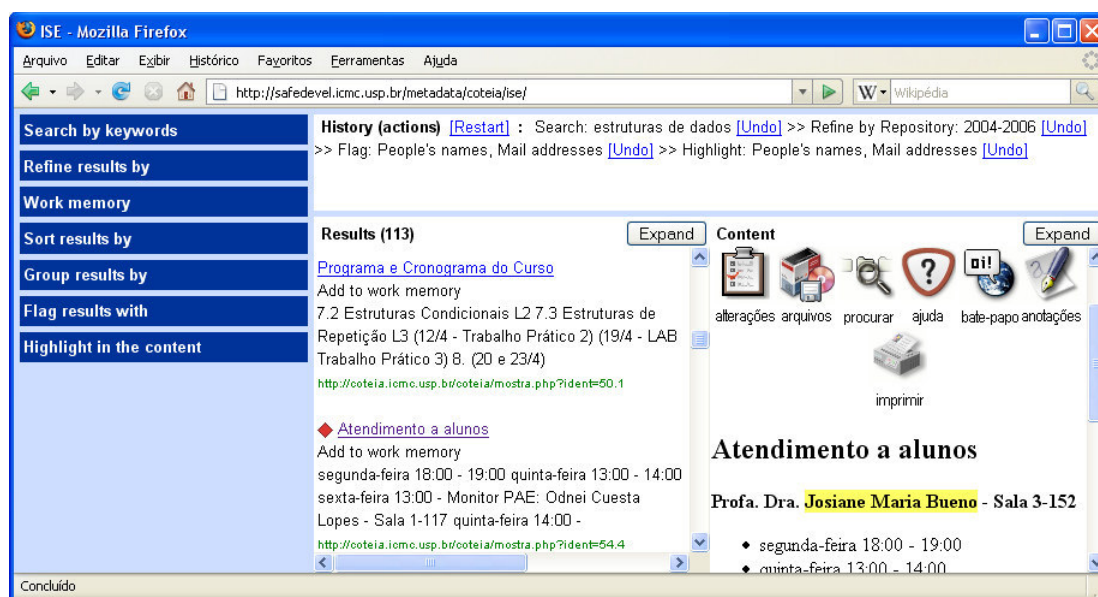 ISE - Mozilla Firefox
Arquivo Editar Exibir Histórico Favoritos Ferramentas Ajuda
http://safedevel.icmc.usp.br/metadata/coteia/ise/
W Wikipédia
Search by keywords
Refine results by
Work memory
Sort results by
Group results by
Flag results with
Highlight in the content
History (actions) [Restart] : Search: estruturas de dados [Undo] >> Refine by Repository: 2004-2006 [Undo]
>> Flag: People's names, Mail addresses [Undo] >> Highlight: People's names, Mail addresses [Undo]
Results (113) Expand
Programa e Cronograma do Curso
Add to work memory
7.2 Estruturas Condicionais L2 7.3 Estruturas de
Repetição L3 (12/4 - Trabalho Prático 2) (19/4 - LAB
Trabalho Prático 3) 8. (20 e 23/4)
http://coteia.icmc.usp.br/coteia/mostra.php?ident=50.1
Atendimento a alunos
Add to work memory
segunda-feira 18:00 - 19:00 quinta-feira 13:00 - 14:00
sexta-feira 13:00 - Monitor PAE: Odnei Cuesta
Lopes - Sala 1-117 quinta-feira 14:00 -
http://coteia.icmc.usp.br/coteia/mostra.php?ident=54.4
Content Expand
?
oi!
alterações arquivos procurar ajuda bate-papo anotações
imprimir
Atendimento a alunos
Profa. Dra. Josiane Maria Bueno - Sala 3-152
segunda-feira 18:00 - 19:00
quinta-feira 13:00 - 14:00
Concluído